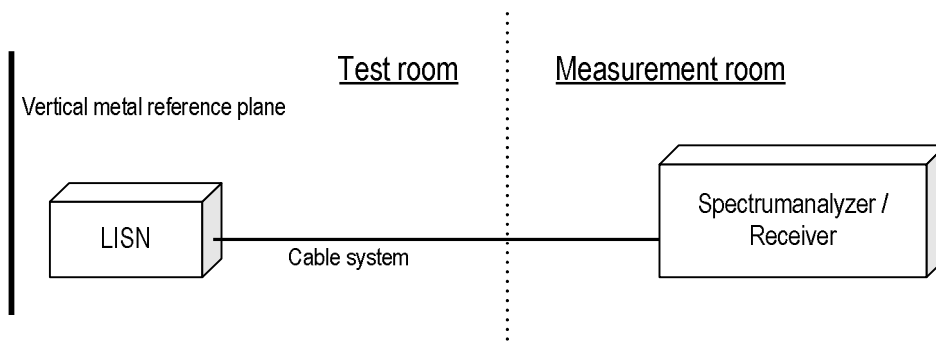 Test room
Measurement room
Vertical metal reference plane
LISN
Cable system
Spectrumanalyzer /
Receiver